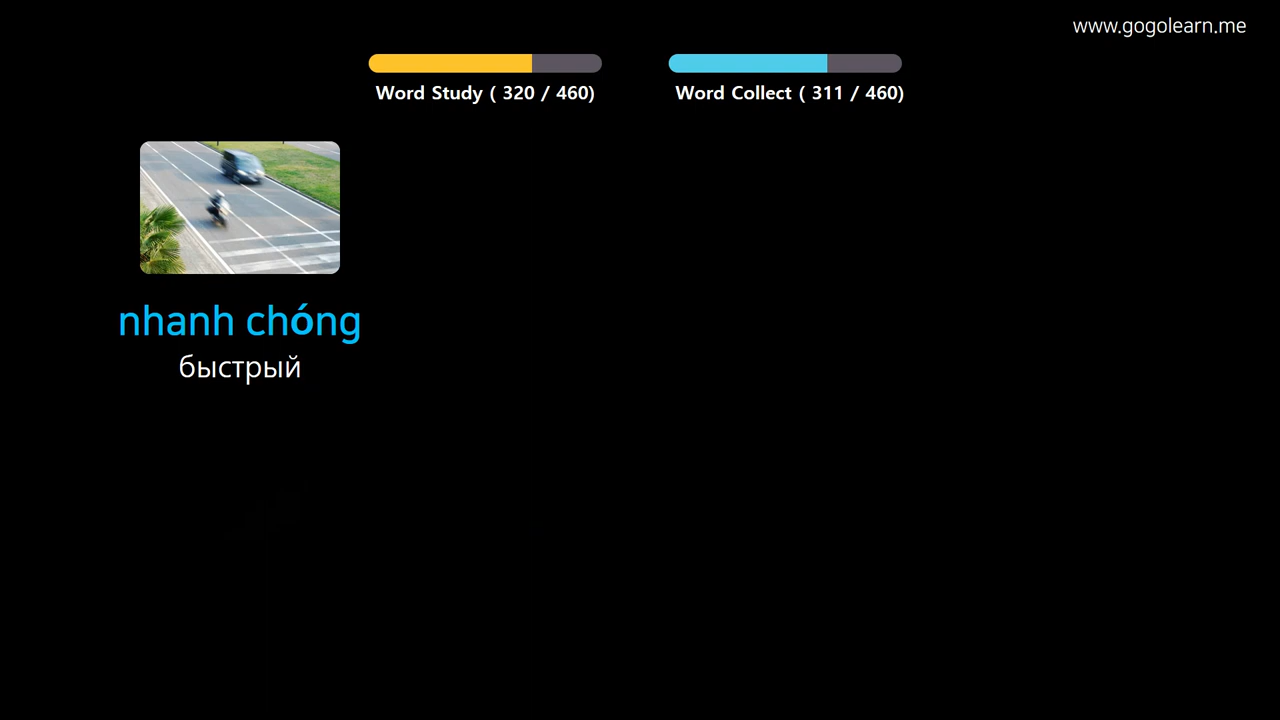 www.gogolearn.me
Word Study ( 320 / 460)
Word Collect ( 311 / 460)
nhanh chóng
быстрый